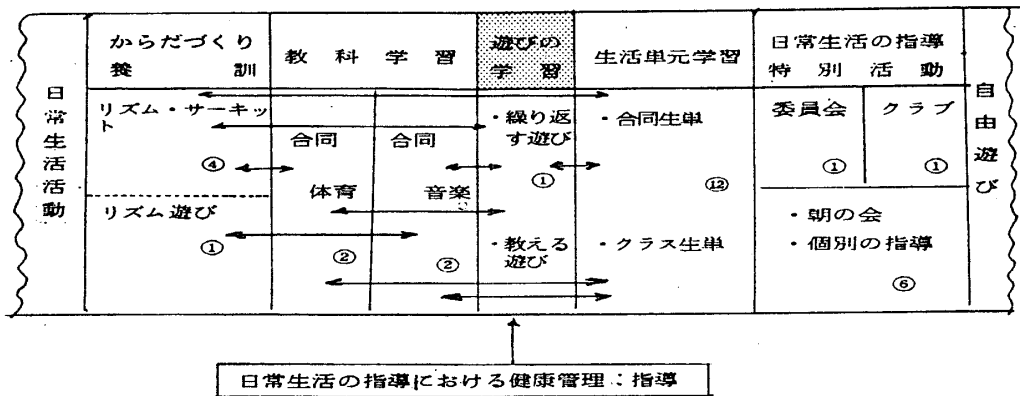 からだづくり
養訓
教科学習
遊びの
学習
生活単元学習
日常生活の指導
特別活動
日常生活活動
リズム・サーキッ
ト
④
リズム遊び
①
合同
体育
②
合同
音楽
②
・繰り返
す遊び
①
・教える
遊び
・合同生単
⑫
・クラス生単
委員会
①
クラブ
①
・朝の会
・個別の指導
⑥
自由遊び
日常生活の指導における健康管理：指導